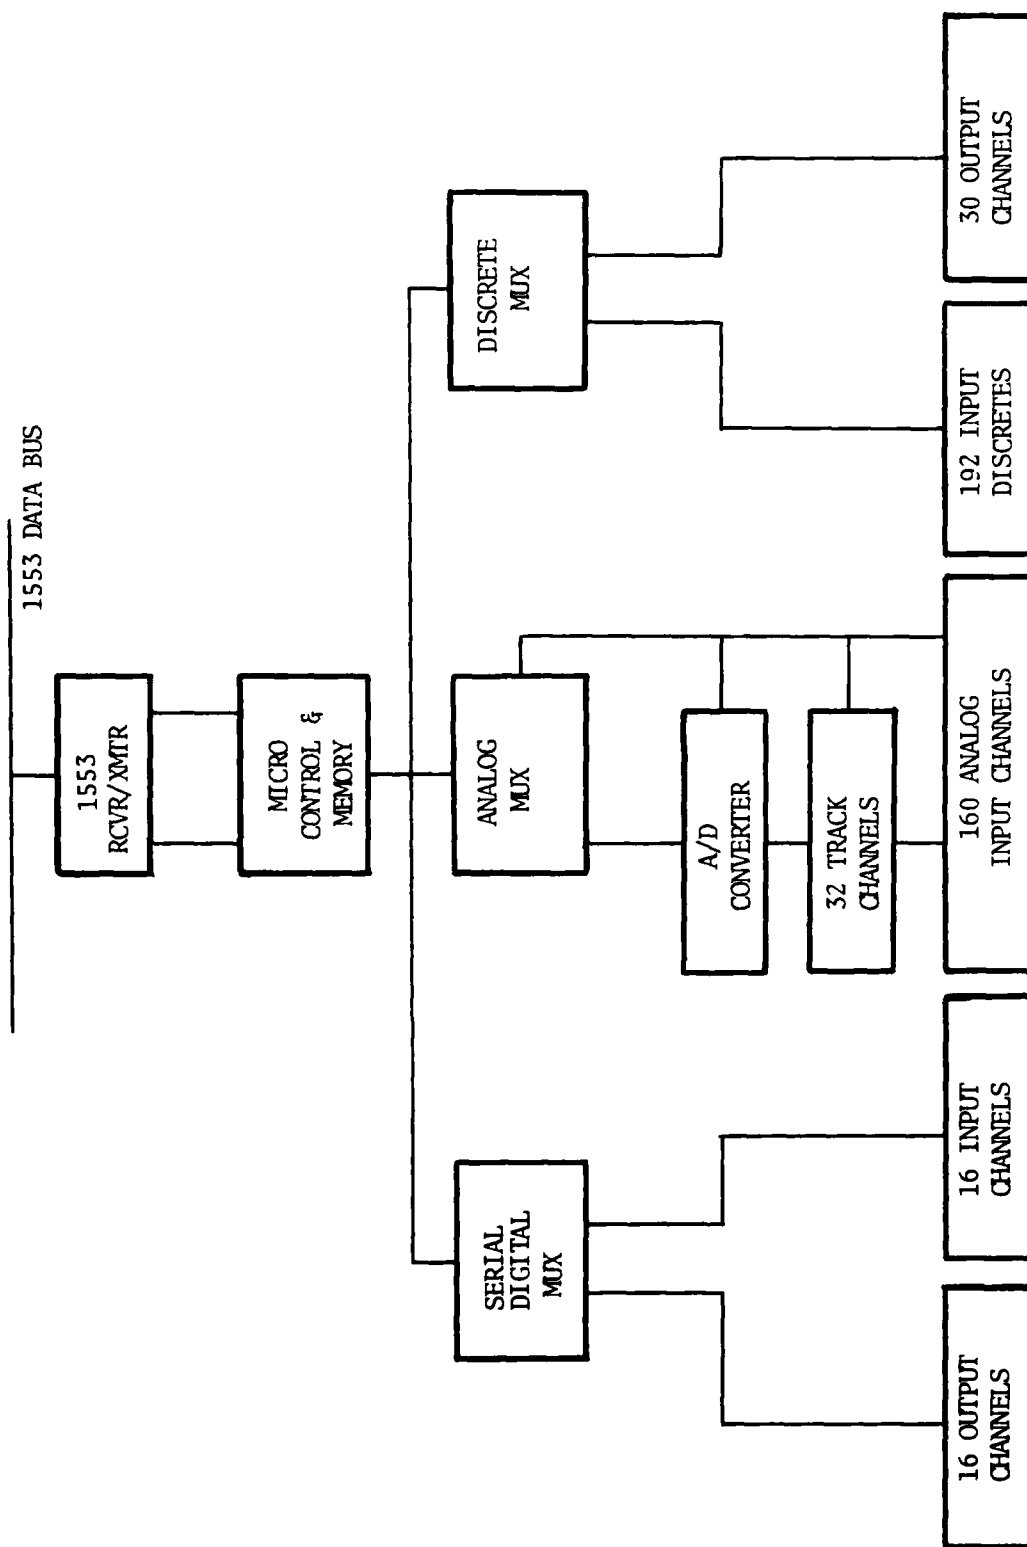 1553 DATA BUS
1553
RCVR/XMTR
MICRO
CONTROL &
MEMORY
SERIAL
DIGITAL
MUX
ANALOG
MUX
DISCRETE
MUX
A/D
CONVERTER
32 TRACK
CHANNELS
16 OUTPUT
CHANNELS
16 INPUT
CHANNELS
160 ANALOG
INPUT CHANNELS
192 INPUT
DISCRETES
30 OUTPUT
CHANNELS